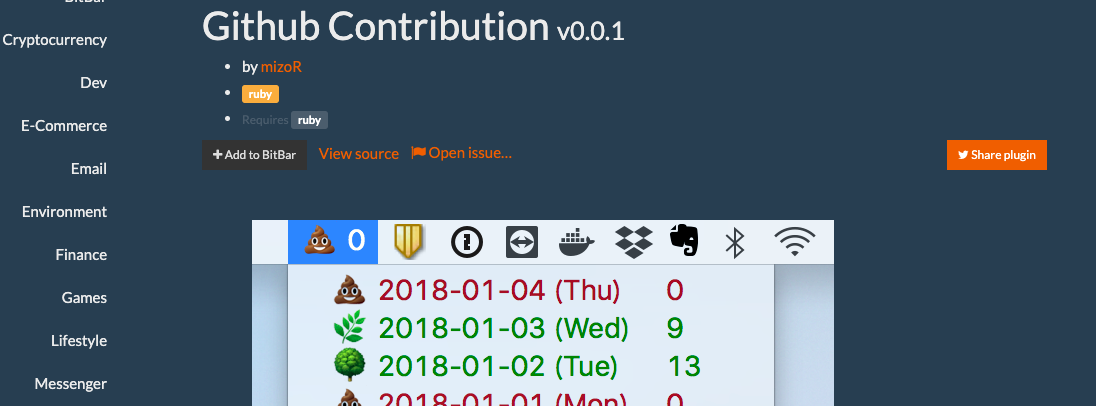 BitBar
Github Contribution v0.0.1
Cryptocurrency
by mizoR
Dev
ruby
E-Commerce
Requires ruby
Add to BitBar View source Open issue... Share plugin
Email
Environment
0
Finance
2018-01-04 (Thu) 0
Games
2018-01-03 (Wed) 9
Lifestyle
2018-01-02 (Tue) 13
Messenger
2018-01-01 (Mon) 0